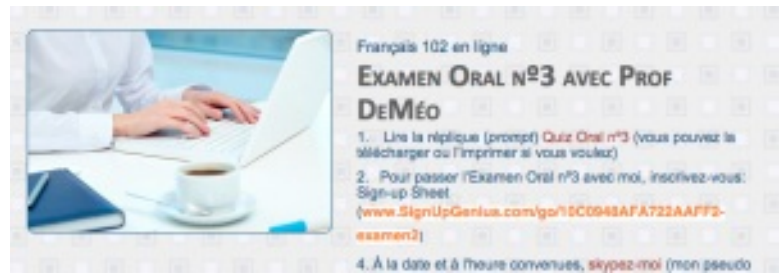 Français 102 en ligne
EXAMEN ORAL Nº3 AVEC PROF
DEMÉO
1. Lire la réplique (prompt) Quiz Oral nº3 (vous pouvez la
télécharger ou l'imprimer si vous voulez)
2. Pour passer l'Examen Oral Nº3 avec moi, inscrivez-vous:
Sign-up Sheet
(www.SignUpGenius.com/go/10C0948AFA722AAFF2-
examen2)
4. À la date et à l'heure convenues, skypez-moi (mon pseudo